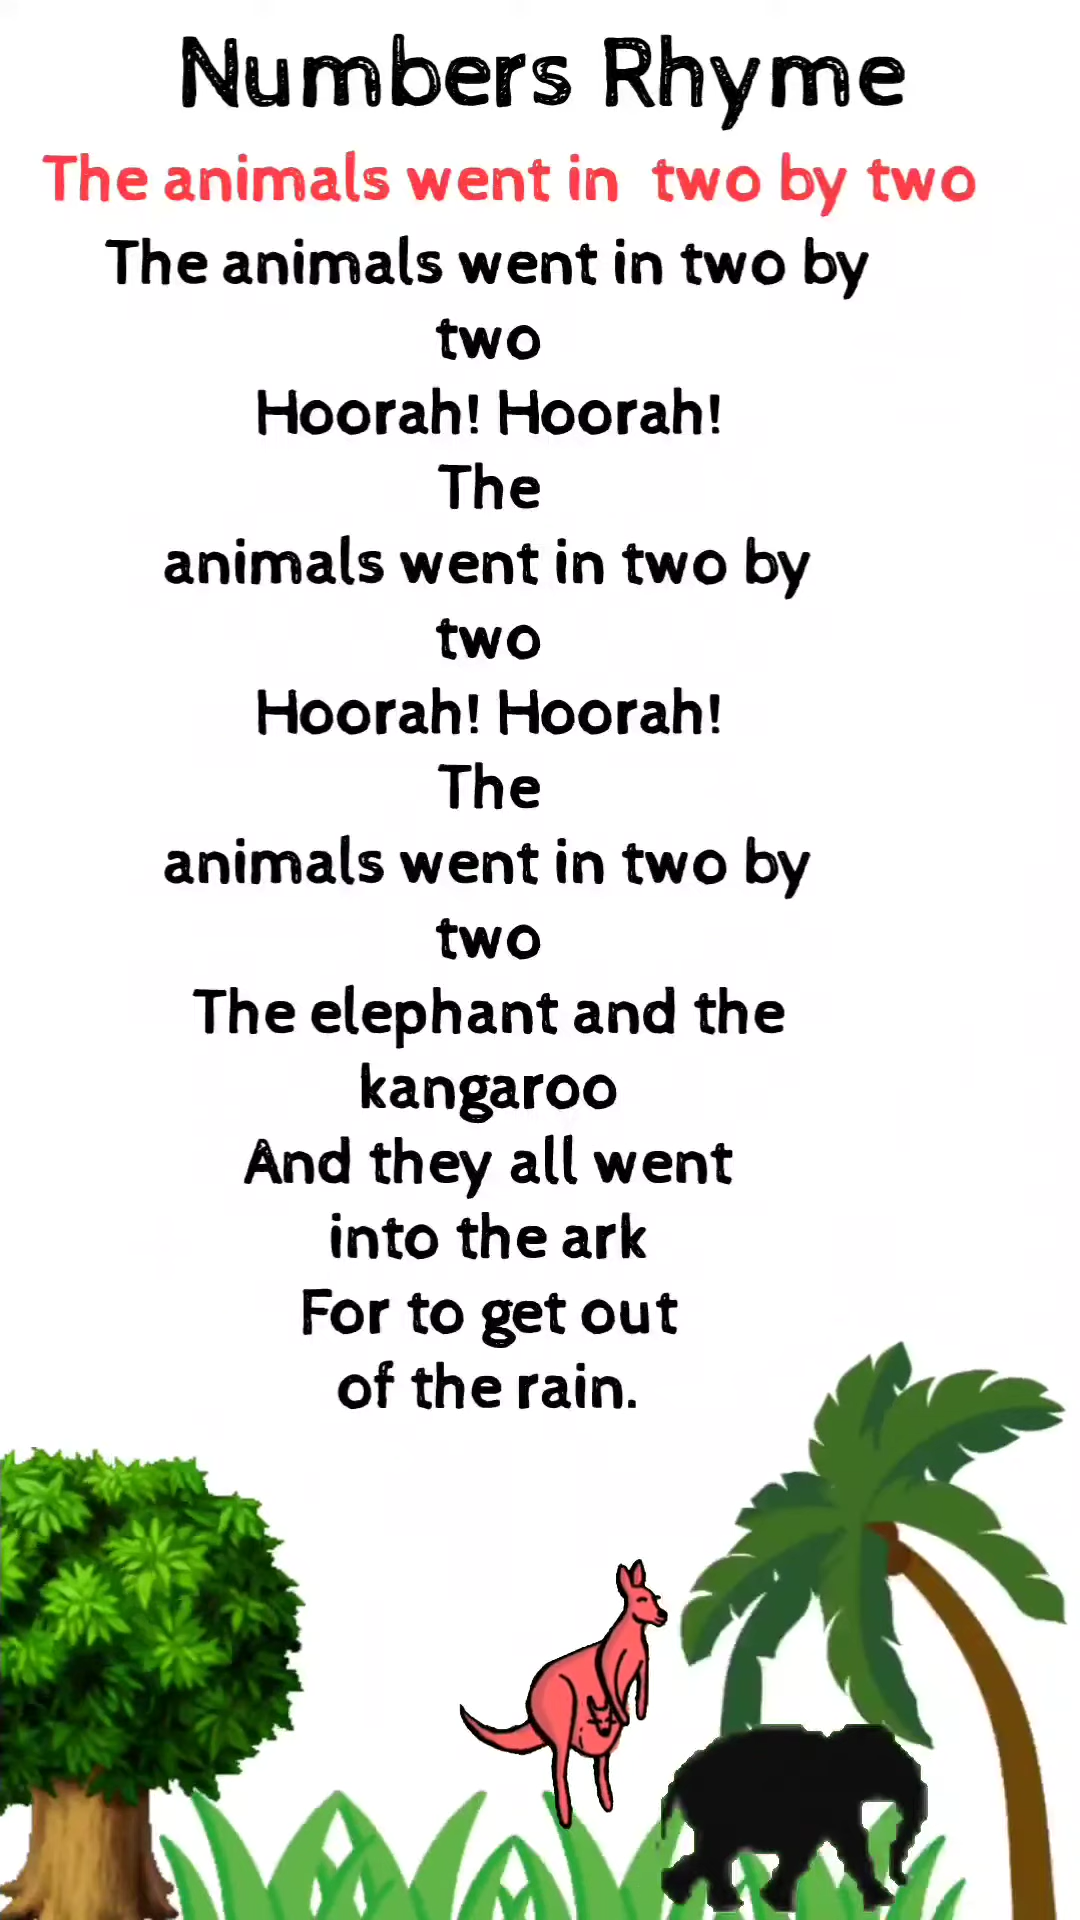 Numbers Rhyme
The animals went in two by two
The animals went in two by
two
Hoorah! Hoorah!
The
animals went in two by
two
Hoorah! Hoorah!
The
animals went in two by
two
The elephant and the
kangaroo
And they all went
into the ark
For to get out
of the rain.